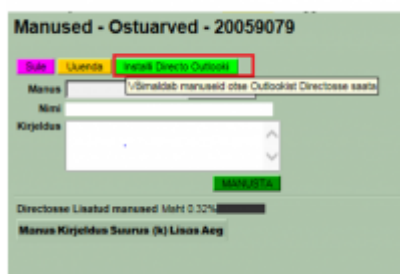 Manused - Ostuarved - 20059079
Sule Uuenda Installi Directo Outlooki
Võimaldab manuseid otse Outlookist Directosse saata
Manus
Nimi
Kirjeldus
MANUSTA
Directosse Lisatud manused Maht 0.32%
Manus Kirjeldus Suurus (k) Lisas Aeg